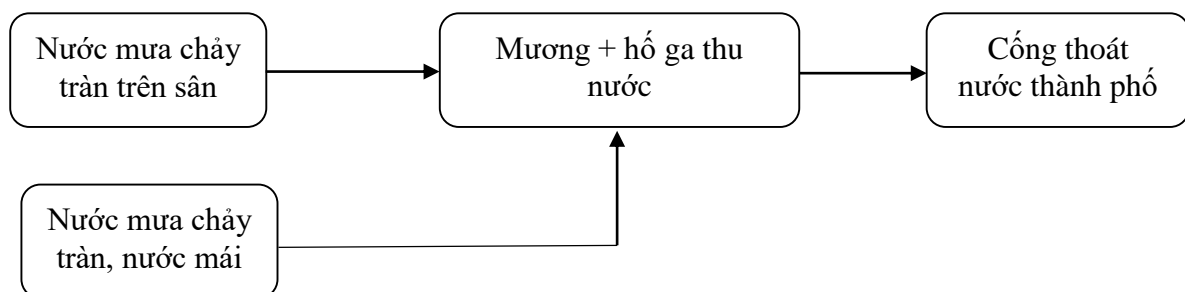 Nước mưa chảy
tràn trên sân
Mương + hố ga thu
nước
Cống thoát
nước thành phố
Nước mưa chảy
tràn, nước mái